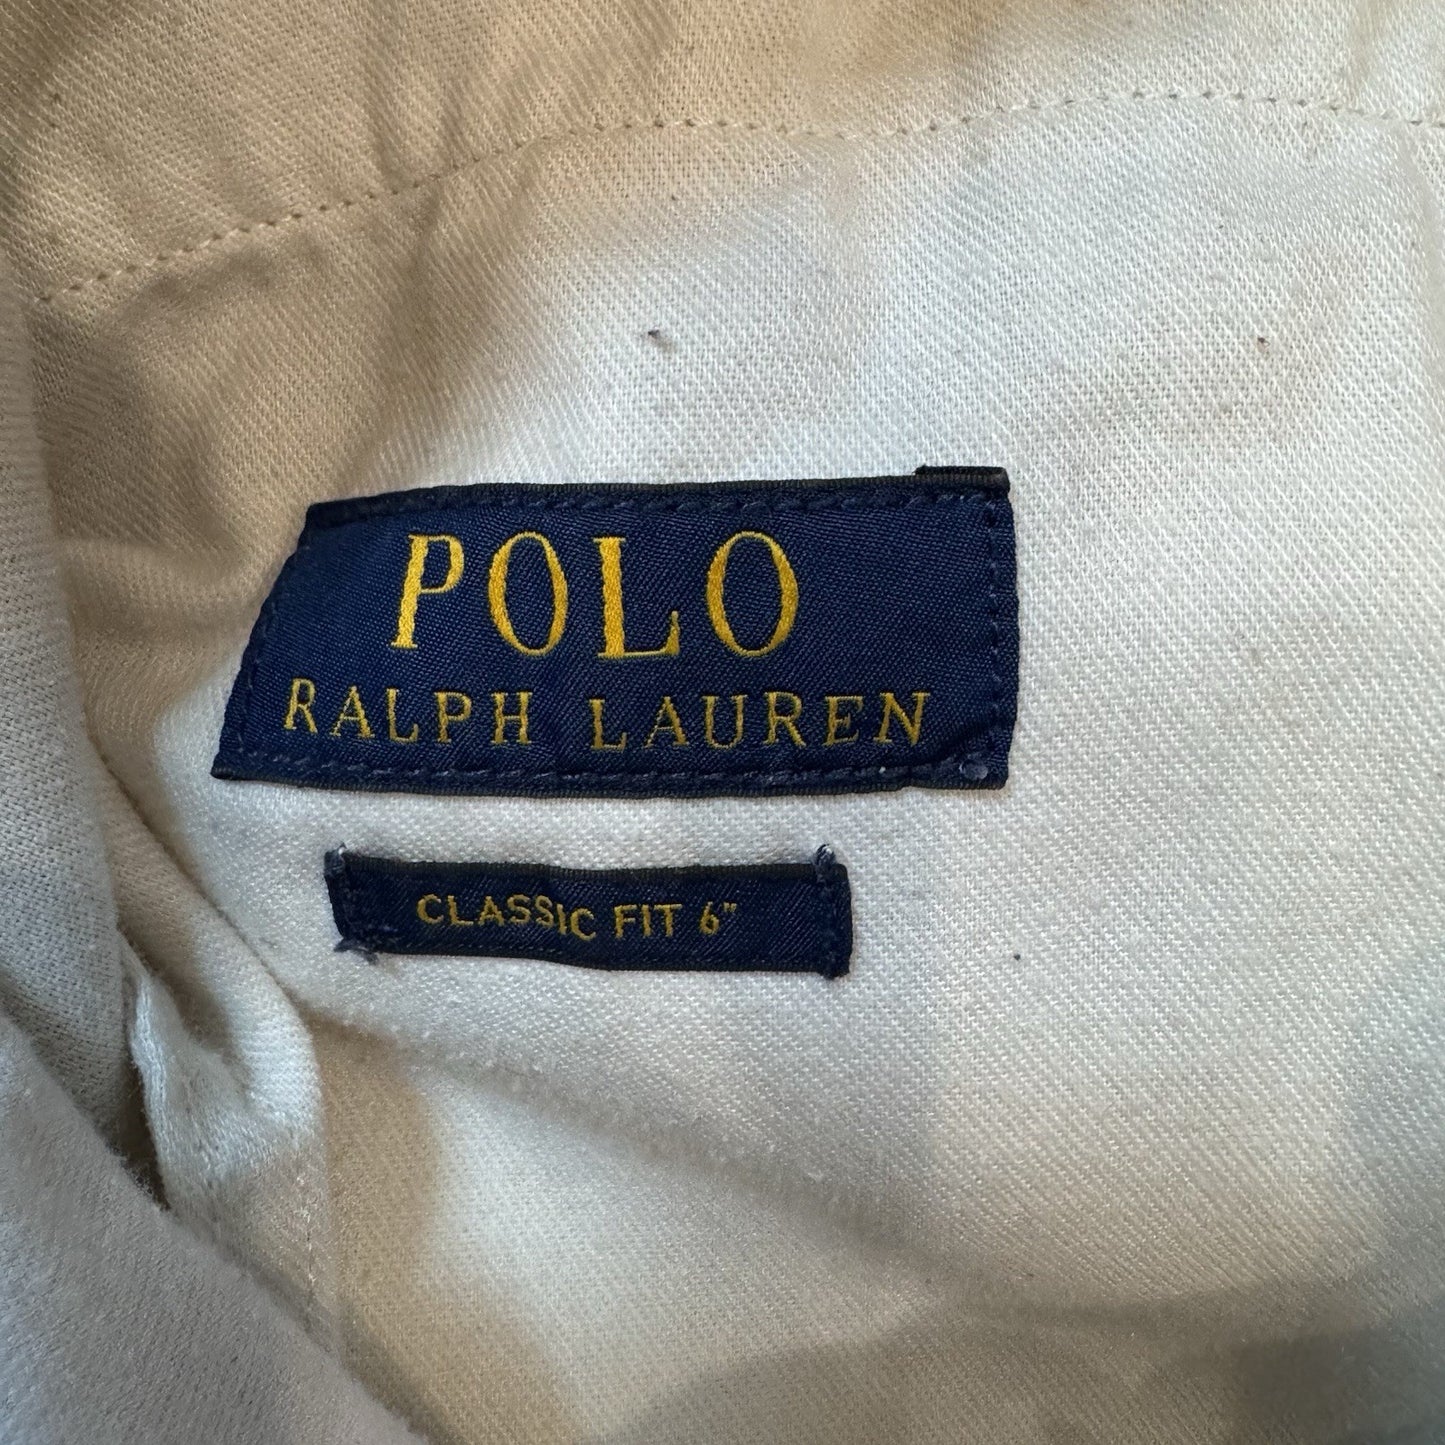 POLO
RALPH LAUREN
CLASSIC FIT 6"